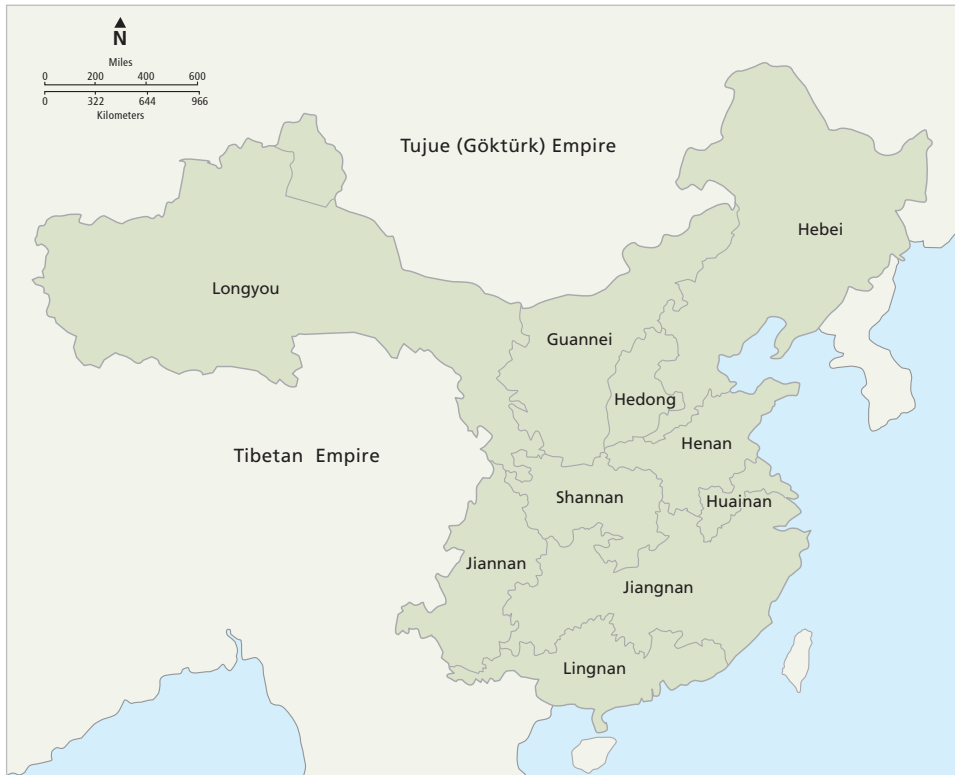 N
Miles
0 200 400 600
0 322 644 966
Kilometers
Tujue (Göktürk) Empire
Hebei
Longyou
Guannei
Hedong
Henan
Tibetan Empire
Shannan
Huainan
Jiannan
Jiangnan
Lingnan